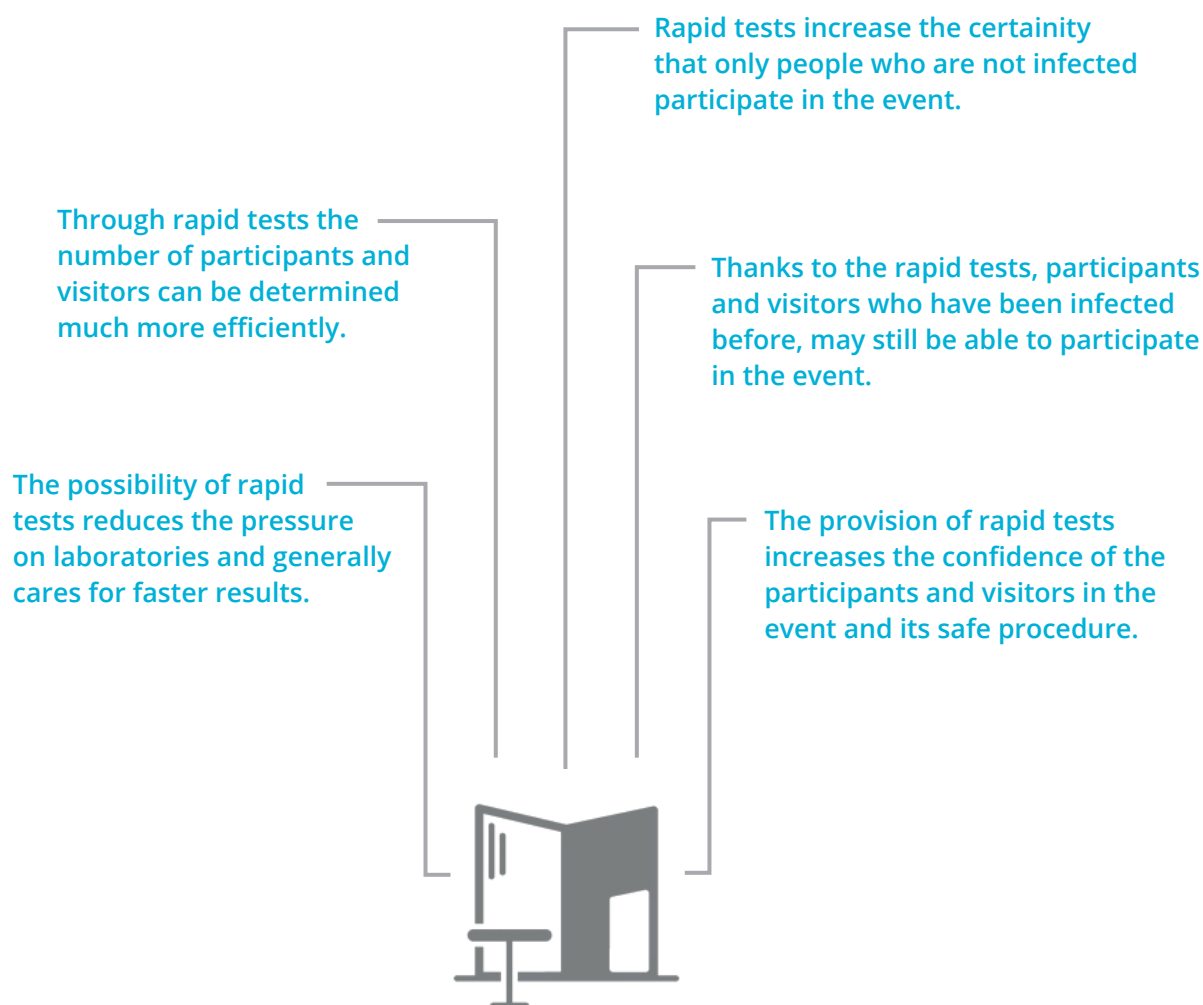 Rapid tests increase the certainity
that only people who are not infected
participate in the event.
Through rapid tests the
number of participants and
visitors can be determined
much more efficiently.
Thanks to the rapid tests, participants
and visitors who have been infected
before, may still be able to participate
in the event.
The possibility of rapid
tests reduces the pressure
on laboratories and generally
cares for faster results.
The provision of rapid tests
increases the confidence of the
participants and visitors in the
event and its safe procedure.